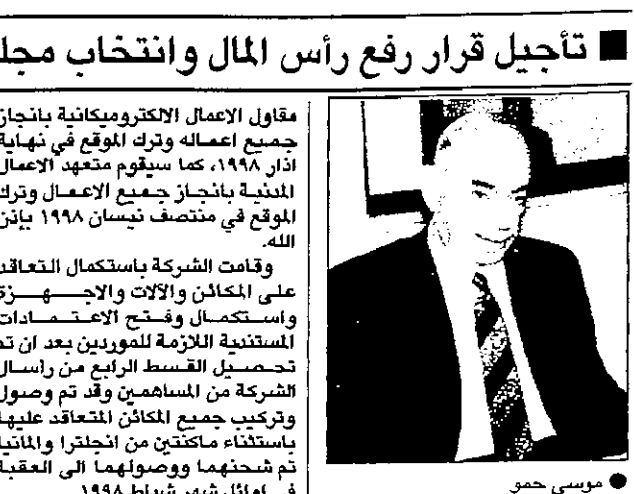 ■ تأجيل قرار رفع رأس المال وانتخاب
مقاول الاعمال الالكتروميكانية بانجاز
جميع اعماله وترك الموقع في نهاية
اذار ١٩٩٨، كما سيقوم متعهد الاعمال
المدنية بانجاز جميع الاعمال وترك
الموقع في منتصف نيسان ١٩٩٨ بإذن
الله.
وقامت الشركة باستكمال التعاقد
على المكائن والآلات والاجهزة
واستكمال وفتح الاعتمادات
المستندية اللازمة للموردين بعد ان تم
تحصيل القسط الرابع من راسال
الشركة من المساهمين وقد تم وصول
وتركيب جميع المكائن المتعاقد عليها
باستثناء ماكنتين من انجلترا والمانيا
تم شحنهما ووصولهما الى العقبة
في اوائل شهر شباط ١٩٩٨
● موسى حمو